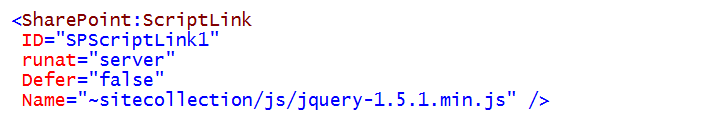 <SharePoint:ScriptLink
ID="SPScriptLink1"
runat="server"
Defer="false"
Name="~sitecollection/js/jquery-1.5.1.min.js" />